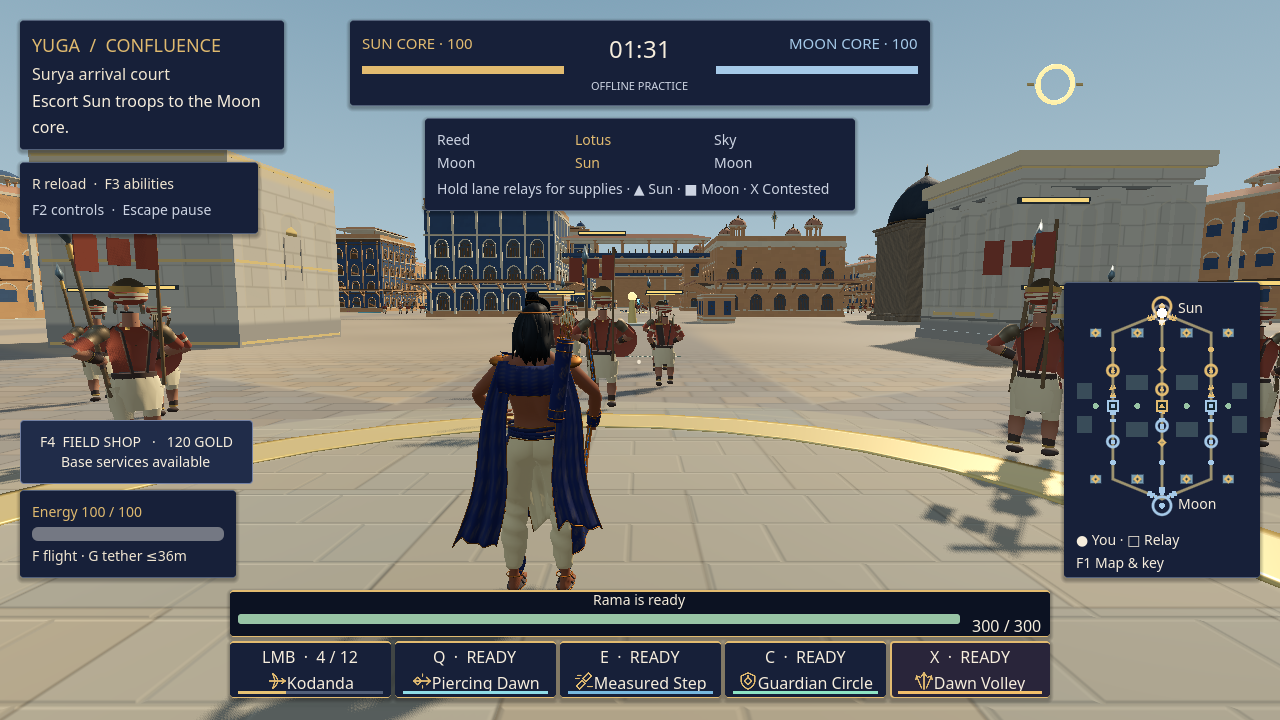 YUGA / CONFLUENCE
Surya arrival court
Escort Sun troops to the Moon
core.
R reload · F3 abilities
F2 controls · Escape pause
SUN CORE · 100
01:31
MOON CORE · 100
OFFLINE PRACTICE
Reed Lotus Sky
Moon Sun Moon
Hold lane relays for supplies · ▲ Sun · ■ Moon · X Contested
F4 FIELD SHOP · 120 GOLD
Base services available
Energy 100 / 100
F flight · G tether ≤36m
Sun
Moon
● You · □ Relay
F1 Map & key
Rama is ready
300 / 300
LMB · 4 / 12
Kodanda
Q · READY
Piercing Dawn
E · READY
Measured Step
C · READY
Guardian Circle
X · READY
Dawn Volley